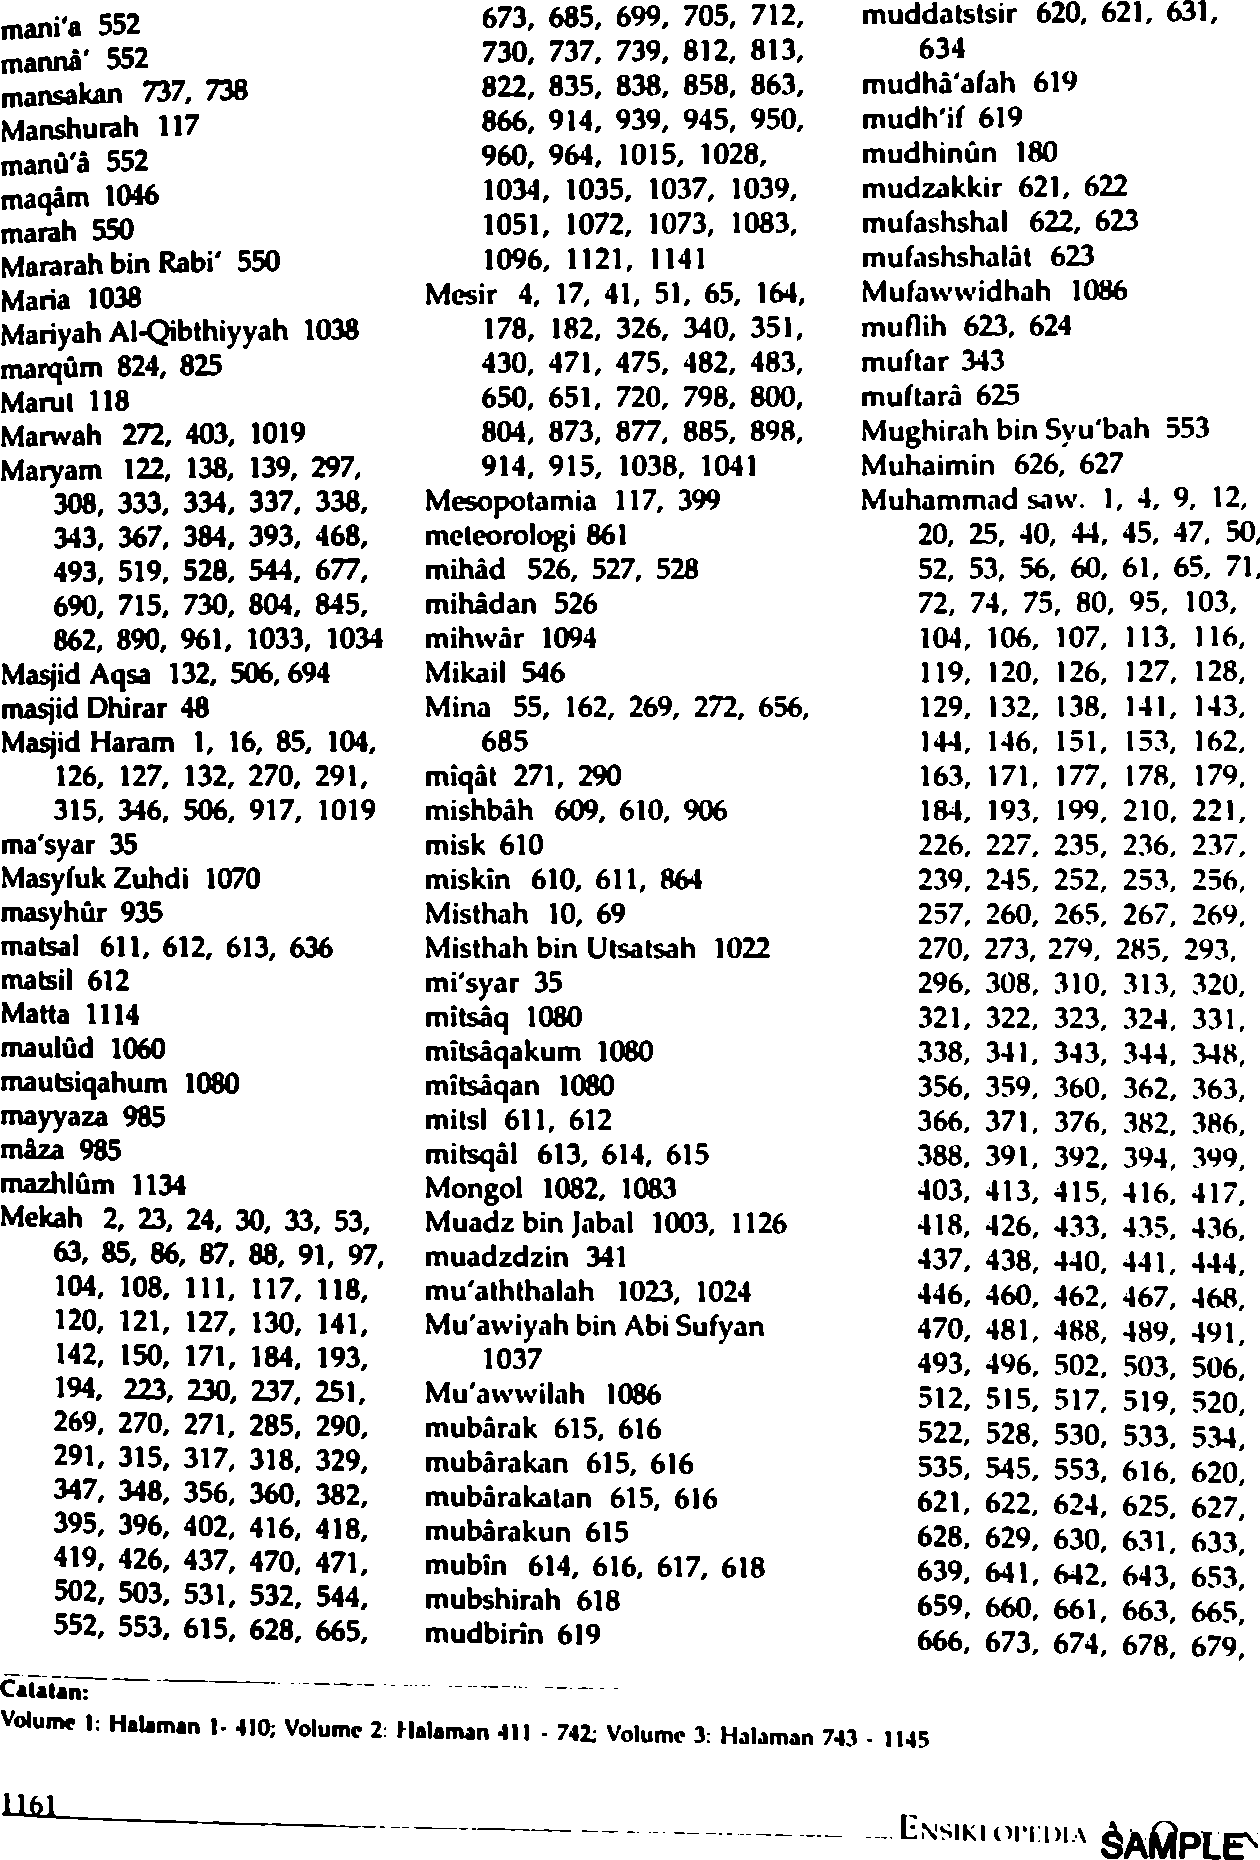 mani'a 552
mannâ' 552
mansakan 737, 738
Manshurah 117
manû'â 552
maqâm 1046
marah 550
Mararah bin Rabi' 550
Maria 1038
Mariyah Al-Qibthiyyah 1038
marqûm 824, 825
Marut 118
Marwah 272, 403, 1019
Maryam 122, 138, 139, 297,
308, 333, 334, 337, 338,
343, 367, 384, 393, 468,
493, 519, 528, 544, 677,
690, 715, 730, 804, 845,
862, 890, 961, 1033, 1034
Masjid Aqsa 132, 506, 694
masjid Dhirar 48
Masjid Haram 1, 16, 85, 104,
126, 127, 132, 270, 291,
315, 346, 506, 917, 1019
ma'syar 35
Masyfuk Zuhdi 1070
masyhûr 935
matsal 611, 612, 613, 636
matsil 612
Matta 1114
maulûd 1060
mautsiqahum 1080
mayyaza 985
mâza 985
mazhlûm 1134
Mekah 2, 23, 24, 30, 33, 53,
63, 85, 86, 87, 88, 91, 97,
104, 108, 111, 117, 118,
120, 121, 127, 130, 141,
142, 150, 171, 184, 193,
194, 223, 230, 237, 251,
269, 270, 271, 285, 290,
291, 315, 317, 318, 329,
347, 348, 356, 360, 382,
395, 396, 402, 416, 418,
419, 426, 437, 470, 471,
502, 503, 531, 532, 544,
552, 553, 615, 628, 665,
673, 685, 699, 705, 712,
730, 737, 739, 812, 813,
822, 835, 838, 858, 863,
866, 914, 939, 945, 950,
960, 964, 1015, 1028,
1034, 1035, 1037, 1039,
1051, 1072, 1073, 1083,
1096, 1121, 1141
Mesir 4, 17, 41, 51, 65, 164,
178, 182, 326, 340, 351,
430, 471, 475, 482, 483,
650, 651, 720, 798, 800,
804, 873, 877, 885, 898,
914, 915, 1038, 1041
Mesopotamia 117, 399
meteorologi 861
mihâd 526, 527, 528
mihâdan 526
mihwâr 1094
Mikail 546
Mina 55, 162, 269, 272, 656,
685
mîqât 271, 290
mishbâh 609, 610, 906
misk 610
miskîn 610, 611, 864
Misthah 10, 69
Misthah bin Utsatsah 1022
mi'syar 35
mîtsâq 1080
mîtsâqakum 1080
mîtsâqan 1080
mitsl 611, 612
mitsqâl 613, 614, 615
Mongol 1082, 1083
Muadz bin Jabal 1003, 1126
muadzdzin 341
mu'aththalah 1023, 1024
Mu'awiyah bin Abi Sufyan
1037
Mu'awwilah 1086
mubârak 615, 616
mubârakan 615, 616
mubârakatan 615, 616
mubârakun 615
mubîn 614, 616, 617, 618
mubshirah 618
mudbirîn 619
muddatstsir 620, 621, 631,
634
mudhâ'afah 619
mudh'if 619
mudhinûn 180
mudzakkir 621, 622
mufashshal 622, 623
mufashshalât 623
Mufawwidhah 1086
muflih 623, 624
muftar 343
muftarâ 625
Mughirah bin Syu'bah 553
Muhaimin 626, 627
Muhammad saw. 1, 4, 9, 12,
20, 25, 40, 44, 45, 47, 50,
52, 53, 56, 60, 61, 65, 71,
72, 74, 75, 80, 95, 103,
104, 106, 107, 113, 116,
119, 120, 126, 127, 128,
129, 132, 138, 141, 143,
144, 146, 151, 153, 162,
163, 171, 177, 178, 179,
184, 193, 199, 210, 221,
226, 227, 235, 236, 237,
239, 245, 252, 253, 256,
257, 260, 265, 267, 269,
270, 273, 279, 285, 293,
296, 308, 310, 313, 320,
321, 322, 323, 324, 331,
338, 341, 343, 344, 348,
356, 359, 360, 362, 363,
366, 371, 376, 382, 386,
388, 391, 392, 394, 399,
403, 413, 415, 416, 417,
418, 426, 433, 435, 436,
437, 438, 440, 441, 444,
446, 460, 462, 467, 468,
470, 481, 488, 489, 491,
493, 496, 502, 503, 506,
512, 515, 517, 519, 520,
522, 528, 530, 533, 534,
535, 545, 553, 616, 620,
621, 622, 624, 625, 627,
628, 629, 630, 631, 633,
639, 641, 642, 643, 653,
659, 660, 661, 663, 665,
666, 673, 674, 678, 679,
Catatan:
Volume 1: Halaman 1- 410; Volume 2: Halaman 411 - 742; Volume 3: Halaman 743 - 1145
1161
ENSIKLOPEDIA
SAMPLE